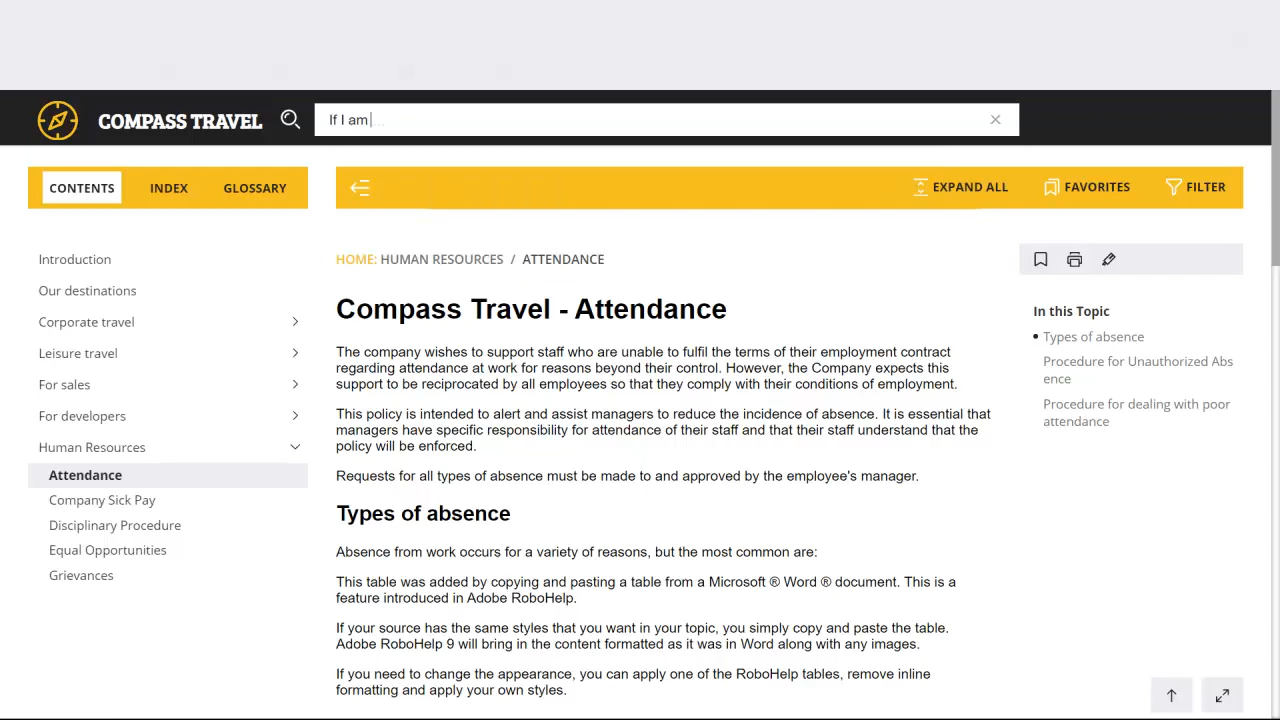 COMPASS TRAVEL
If I am...
CONTENTS
INDEX
GLOSSARY
EXPAND ALL
FAVORITES
FILTER
Introduction
Our destinations
Corporate travel
Leisure travel
For sales
For developers
Human Resources
Attendance
Company Sick Pay
Disciplinary Procedure
Equal Opportunities
Grievances
HOME: HUMAN RESOURCES / ATTENDANCE
Compass Travel - Attendance
The company wishes to support staff who are unable to fulfil the terms of their employment contract
regarding attendance at work for reasons beyond their control. However, the Company expects this
support to be reciprocated by all employees so that they comply with their conditions of employment.
This policy is intended to alert and assist managers to reduce the incidence of absence. It is essential that
managers have specific responsibility for attendance of their staff and that their staff understand that the
policy will be enforced.
Requests for all types of absence must be made to and approved by the employee's manager.
Types of absence
Absence from work occurs for a variety of reasons, but the most common are:
This table was added by copying and pasting a table from a Microsoft ® Word ® document. This is a
feature introduced in Adobe RoboHelp.
If your source has the same styles that you want in your topic, you simply copy and paste the table.
Adobe RoboHelp 9 will bring in the content formatted as it was in Word along with any images.
If you need to change the appearance, you can apply one of the RoboHelp tables, remove inline
formatting and apply your own styles.
In this Topic
Types of absence
Procedure for Unauthorized Abs
ence
Procedure for dealing with poor
attendance